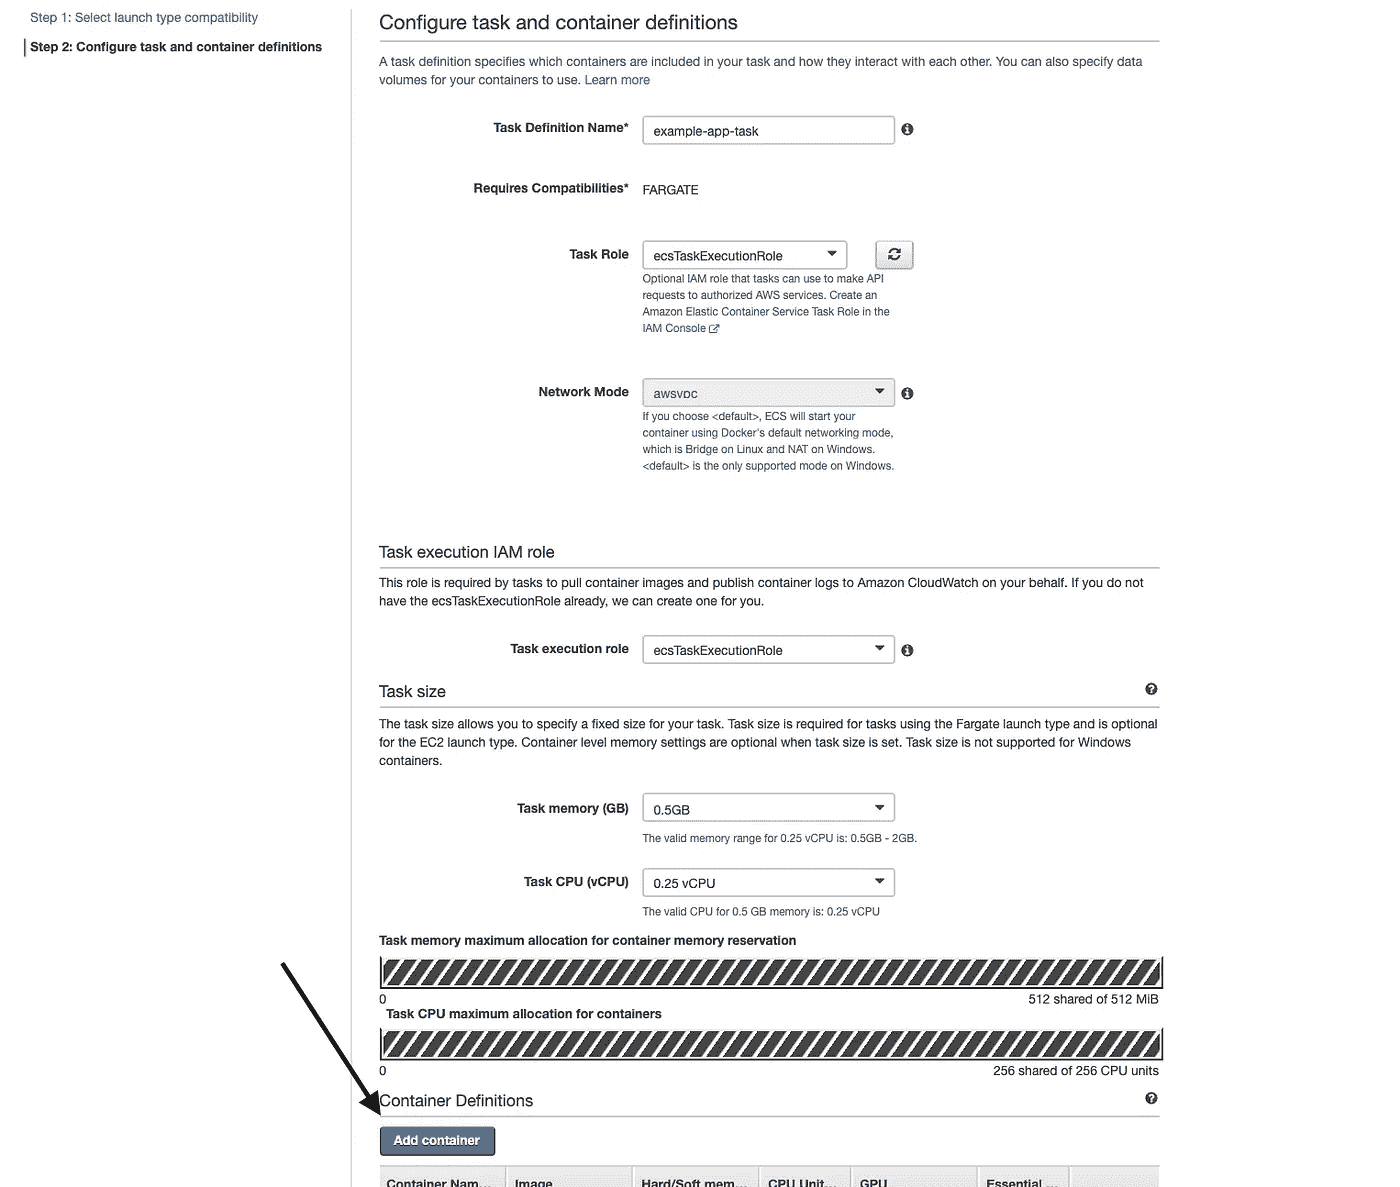 Step 1: Select launch type compatibility
Step 2: Configure task and container definitions
Configure task and container definitions
A task definition specifies which containers are included in your task and how they interact with each other. You can also specify data
volumes for your containers to use. Learn more
Task Definition Name* example-app-task
Requires Compatibilities* FARGATE
Task Role ecsTaskExecutionRole
Optional IAM role that tasks can use to make API
requests to authorized AWS services. Create an
Amazon Elastic Container Service Task Role in the
IAM Console
Network Mode awsvpc
If you choose <default>, ECS will start your
container using Docker's default networking mode,
which is Bridge on Linux and NAT on Windows.
<default> is the only supported mode on Windows.
Task execution IAM role
This role is required by tasks to pull container images and publish container logs to Amazon CloudWatch on your behalf. If you do not
have the ecsTaskExecutionRole already, we can create one for you.
Task execution role ecsTaskExecutionRole
Task size
The task size allows you to specify a fixed size for your task. Task size is required for tasks using the Fargate launch type and is optional
for the EC2 launch type. Container level memory settings are optional when task size is set. Task size is not supported for Windows
containers.
Task memory (GB) 0.5GB
The valid memory range for 0.25 vCPU is: 0.5GB - 2GB.
Task CPU (vCPU) 0.25 vCPU
The valid CPU for 0.5 GB memory is: 0.25 vCPU
Task memory maximum allocation for container memory reservation
0 512 shared of 512 MiB
Task CPU maximum allocation for containers
0 256 shared of 256 CPU units
Container Definitions
Add container
Container Nam... Image Hard/Soft mem... CPU Unit... GPU Essential ...